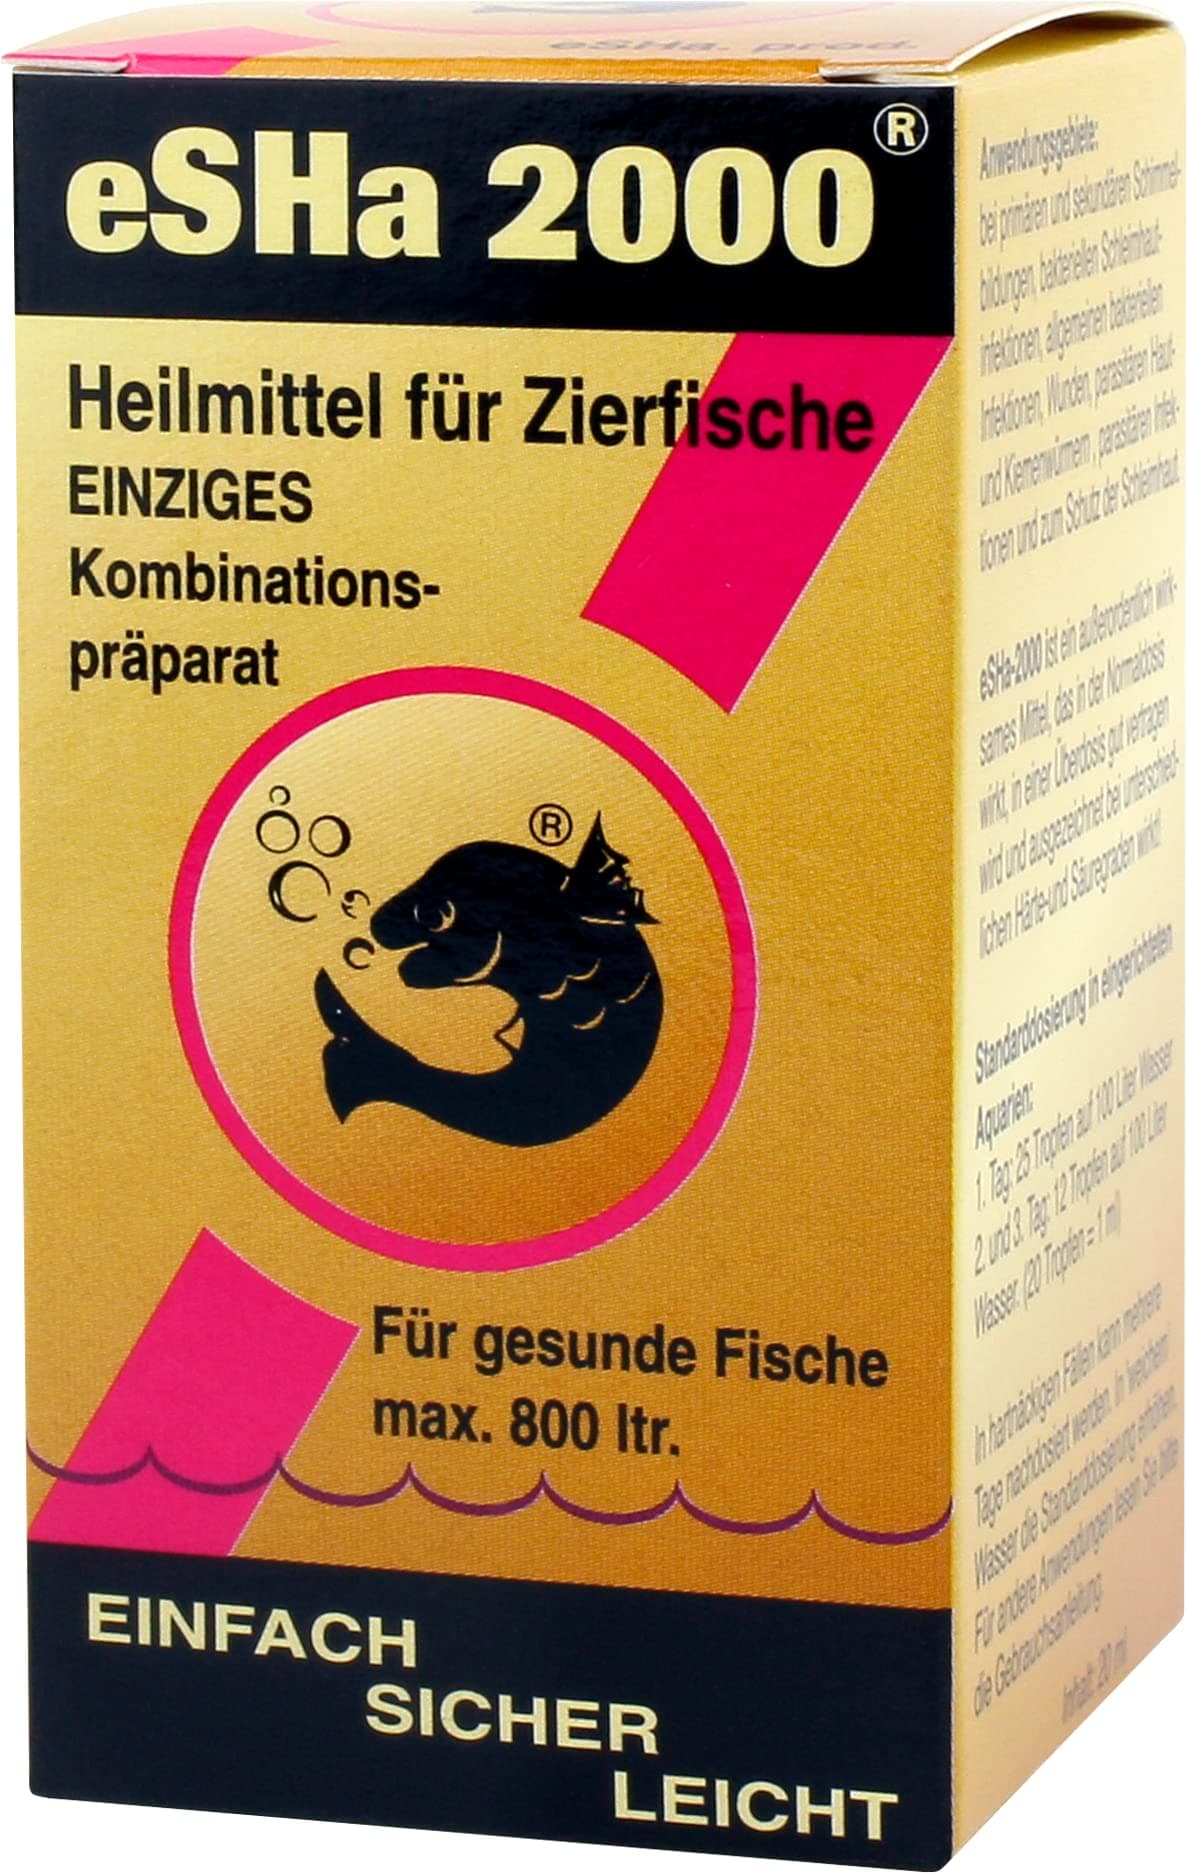 eSHa. prod.
eSHa 2000®
Heilmittel für Zierfische
EINZIGES
Kombinations-
präparat
®
Für gesunde Fische
max. 800 ltr.
EINFACH
SICHER
LEICHT
Anwendungsgebiete:
bei primären und sekundären Schimmel-
bildungen, bakteriellen Schleimhaut-
infektionen, allgemeinen bakteriellen
Infektionen, Wunden, parasitären Haut-
und Kiemenwürmern, parasitären Infek-
tionen und zum Schutz der Schleimhaut.
eSHa-2000 ist ein außerordentlich wirk-
sames Mittel, das in der Normaldosis
wirkt, in einer Überdosis gut vertragen
wird und ausgezeichnet bei unterschied-
lichen Härte-und Säuregraden wirkt!
Standarddosierung in eingerichteten
Aquarien:
1. Tag: 25 Tropfen auf 100 Liter Wasser
2. und 3. Tag: 12 Tropfen auf 100 Liter
Wasser. (20 Tropfen = 1 ml)
In hartnäckigen Fällen kann mehrere
Tage nachdosiert werden. In weichem
Wasser die Standarddosierung erhöhen.
Für andere Anwendungen lesen Sie bitte
die Gebrauchsanleitung.
Inhalt: 20 ml